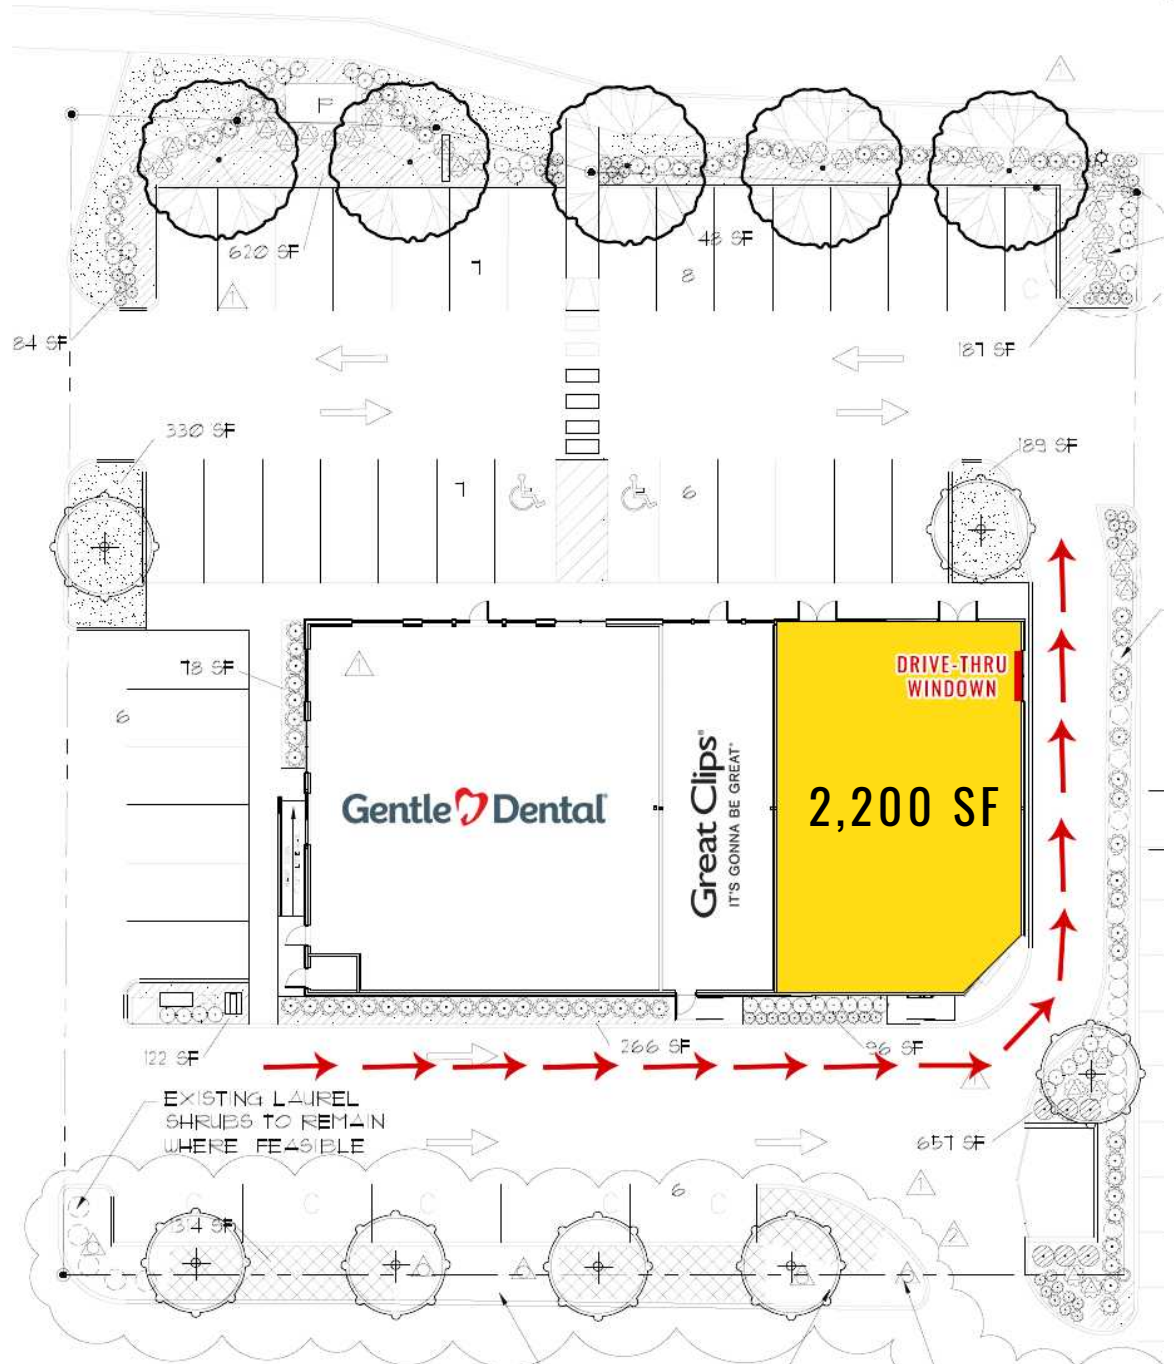 P
620 SF
48 SF
7
8
C
84 SF
187 SF
330 SF
189 SF
7
6
78 SF
6
DRIVE-THRU
WINDOWN
Gentle Dental
Great Clips®
IT'S GONNA BE GREAT®
2,200 SF
122 SF
266 SF
96 SF
EXISTING LAUREL
SHRUBS TO REMAIN
WHERE FEASIBLE
657 SF
C
C
C
C
C
6
314 SF